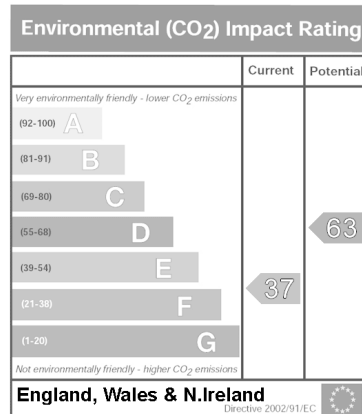 Environmental (CO2) Impact Rating
Current Potential
Very environmentally friendly - lower CO2 emissions
(92-100) A
(81-91) B
(69-80) C
(55-68) D
63
(39-54) E
37
(21-38) F
(1-20) G
Not environmentally friendly - higher CO2 emissions
England, Wales & N.Ireland
Directive 2002/91/EC